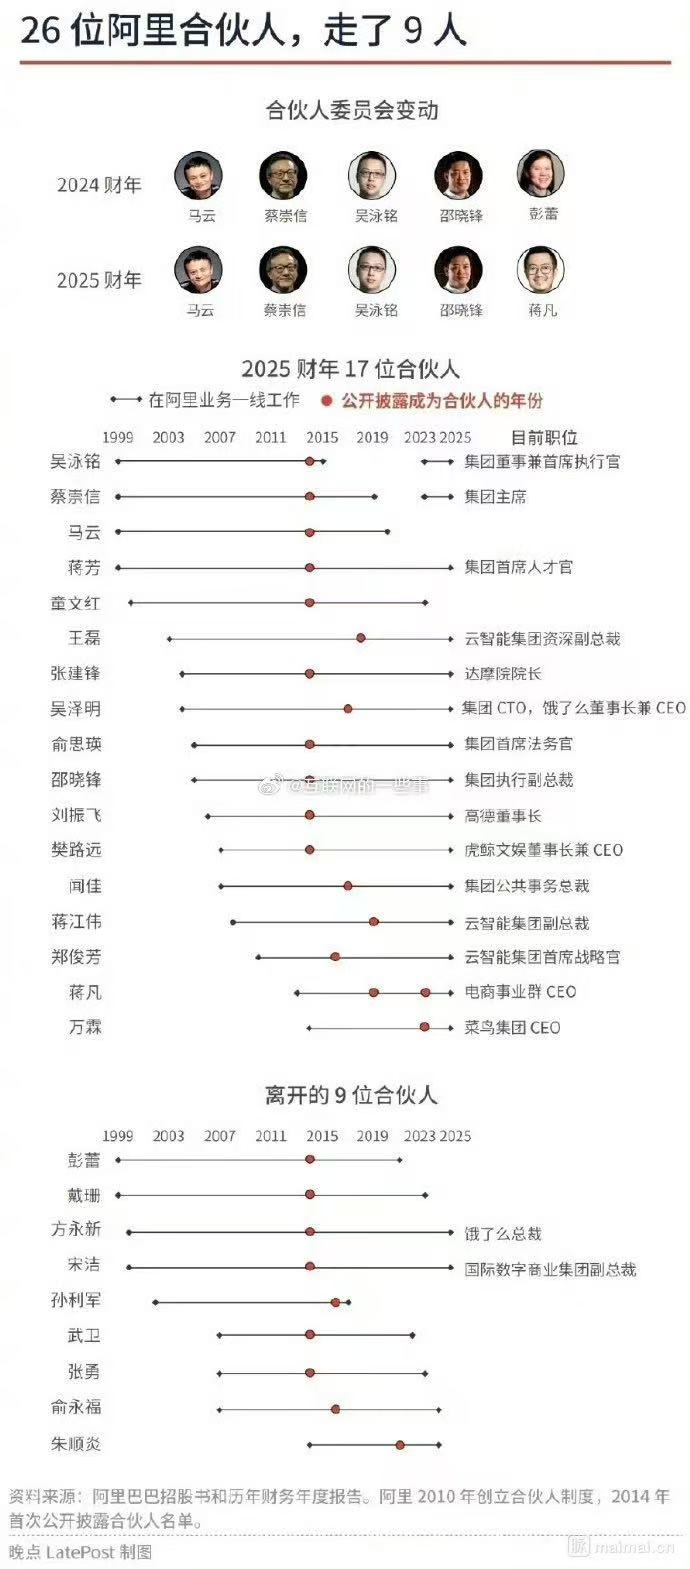 26 位阿里合伙人，走了 9 人
合伙人委员会变动
2024 财年
马云 蔡崇信 吴泳铭 邵晓锋 彭蕾
2025 财年
马云 蔡崇信 吴泳铭 邵晓锋 蒋凡
2025 财年 17 位合伙人
在阿里业务一线工作 公开披露成为合伙人的年份
1999 2003 2007 2011 2015 2019 2023 2025 目前职位
吴泳铭 集团董事兼首席执行官
蔡崇信 集团主席
马云
蒋芳 集团首席人才官
童文红
王磊 云智能集团资深副总裁
张建锋 达摩院院长
吴泽明 集团 CTO，饿了么董事长兼 CEO
俞思瑛 集团首席法务官
邵晓锋 集团执行副总裁
@互联网的一些事
刘振飞 高德董事长
樊路远 虎鲸文娱董事长兼 CEO
闻佳 集团公共事务总裁
蒋江伟 云智能集团副总裁
郑俊芳 云智能集团首席战略官
蒋凡 电商事业群 CEO
万霖 菜鸟集团 CEO
离开的 9 位合伙人
1999 2003 2007 2011 2015 2019 2023 2025
彭蕾
戴珊
方永新 饿了么总裁
宋洁 国际数字商业集团副总裁
孙利军
武卫
张勇
俞永福
朱顺炎
资料来源：阿里巴巴招股书和历年财务年度报告。阿里 2010 年创立合伙人制度，2014 年
首次公开披露合伙人名单。
晚点 LatePost 制图
脉 maimai.cn